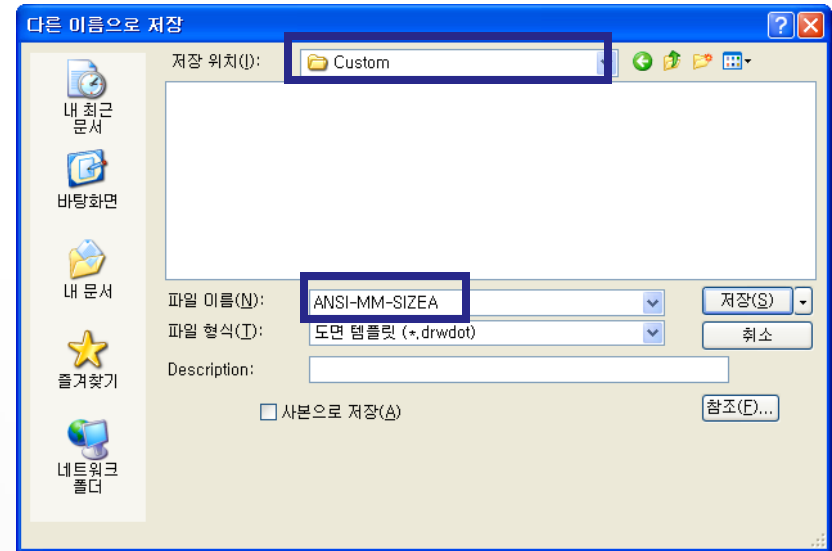 다른 이름으로 저장
저장 위치(I):
Custom
내 최근
문서
바탕화면
내 문서
즐겨찾기
네트워크
폴더
파일 이름(N):
ANSI-MM-SIZEA
저장(S)
파일 형식(T):
도면 템플릿 (*.drwdot)
취소
Description:
사본으로 저장(A)
참조(F)...